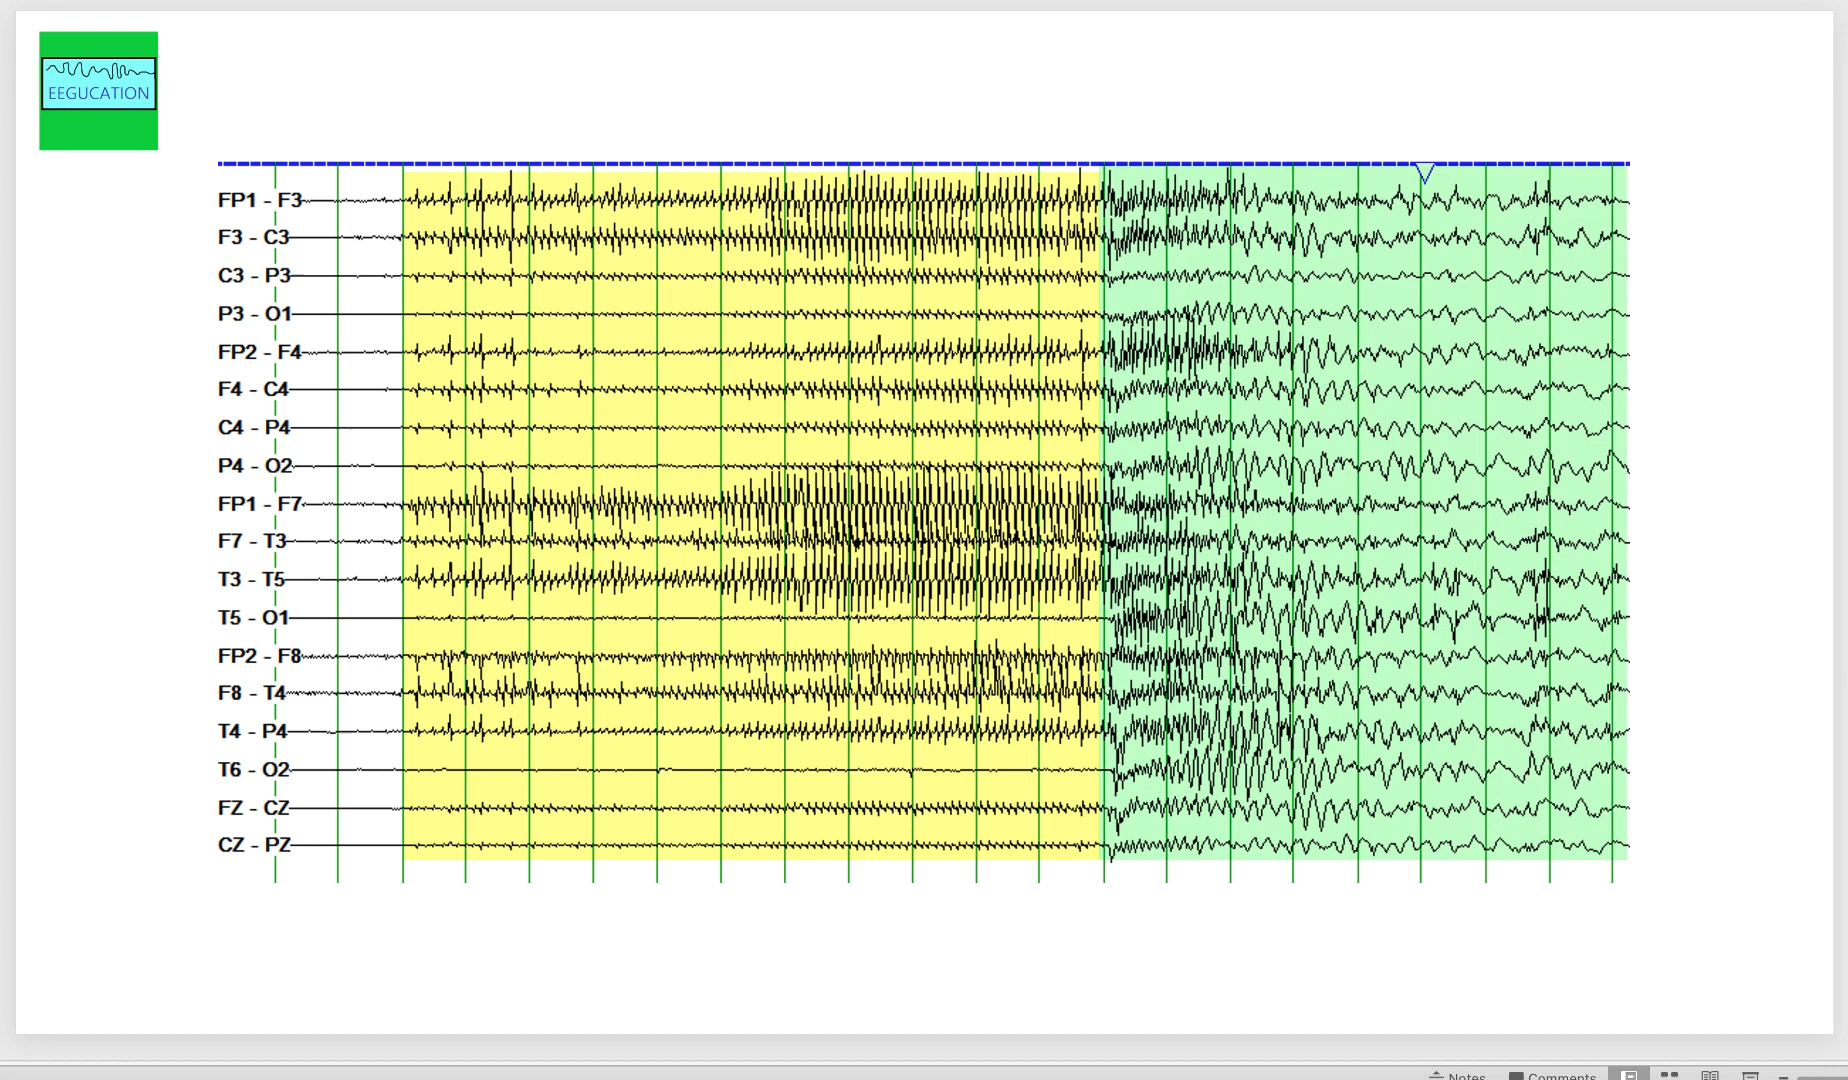 EEGUCATION
FP1 - F3
F3 - C3
C3 - P3
P3 - O1
FP2 - F4
F4 - C4
C4 - P4
P4 - O2
FP1 - F7
F7 - T3
T3 - T5
T5 - O1
FP2 - F8
F8 - T4
T4 - P4
T6 - O2
FZ - CZ
CZ - PZ
Notes Comments